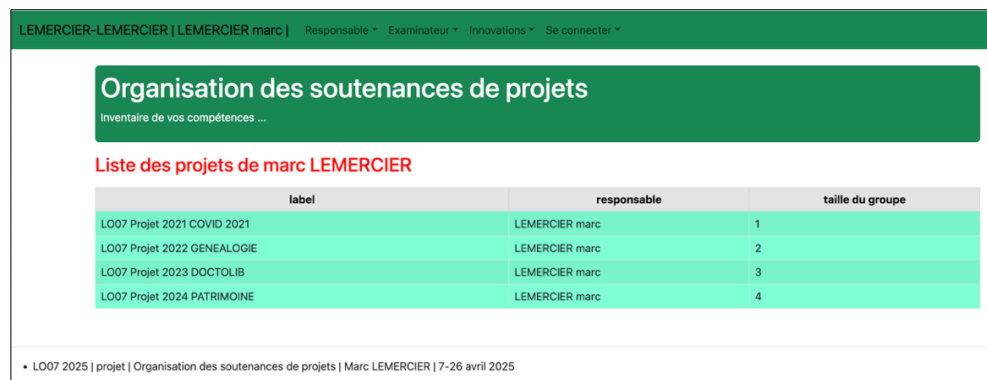 LEMERCIER-LEMERCIER | LEMERCIER marc | Responsable Examinateur Innovations Se connecter
Organisation des soutenances de projets
Inventaire de vos compétences ...
Liste des projets de marc LEMERCIER
label responsable taille du groupe
LO07 Projet 2021 COVID 2021 LEMERCIER marc 1
LO07 Projet 2022 GENEALOGIE LEMERCIER marc 2
LO07 Projet 2023 DOCTOLIB LEMERCIER marc 3
LO07 Projet 2024 PATRIMOINE LEMERCIER marc 4
• LO07 2025 | projet | Organisation des soutenances de projets | Marc LEMERCIER | 7-26 avril 2025